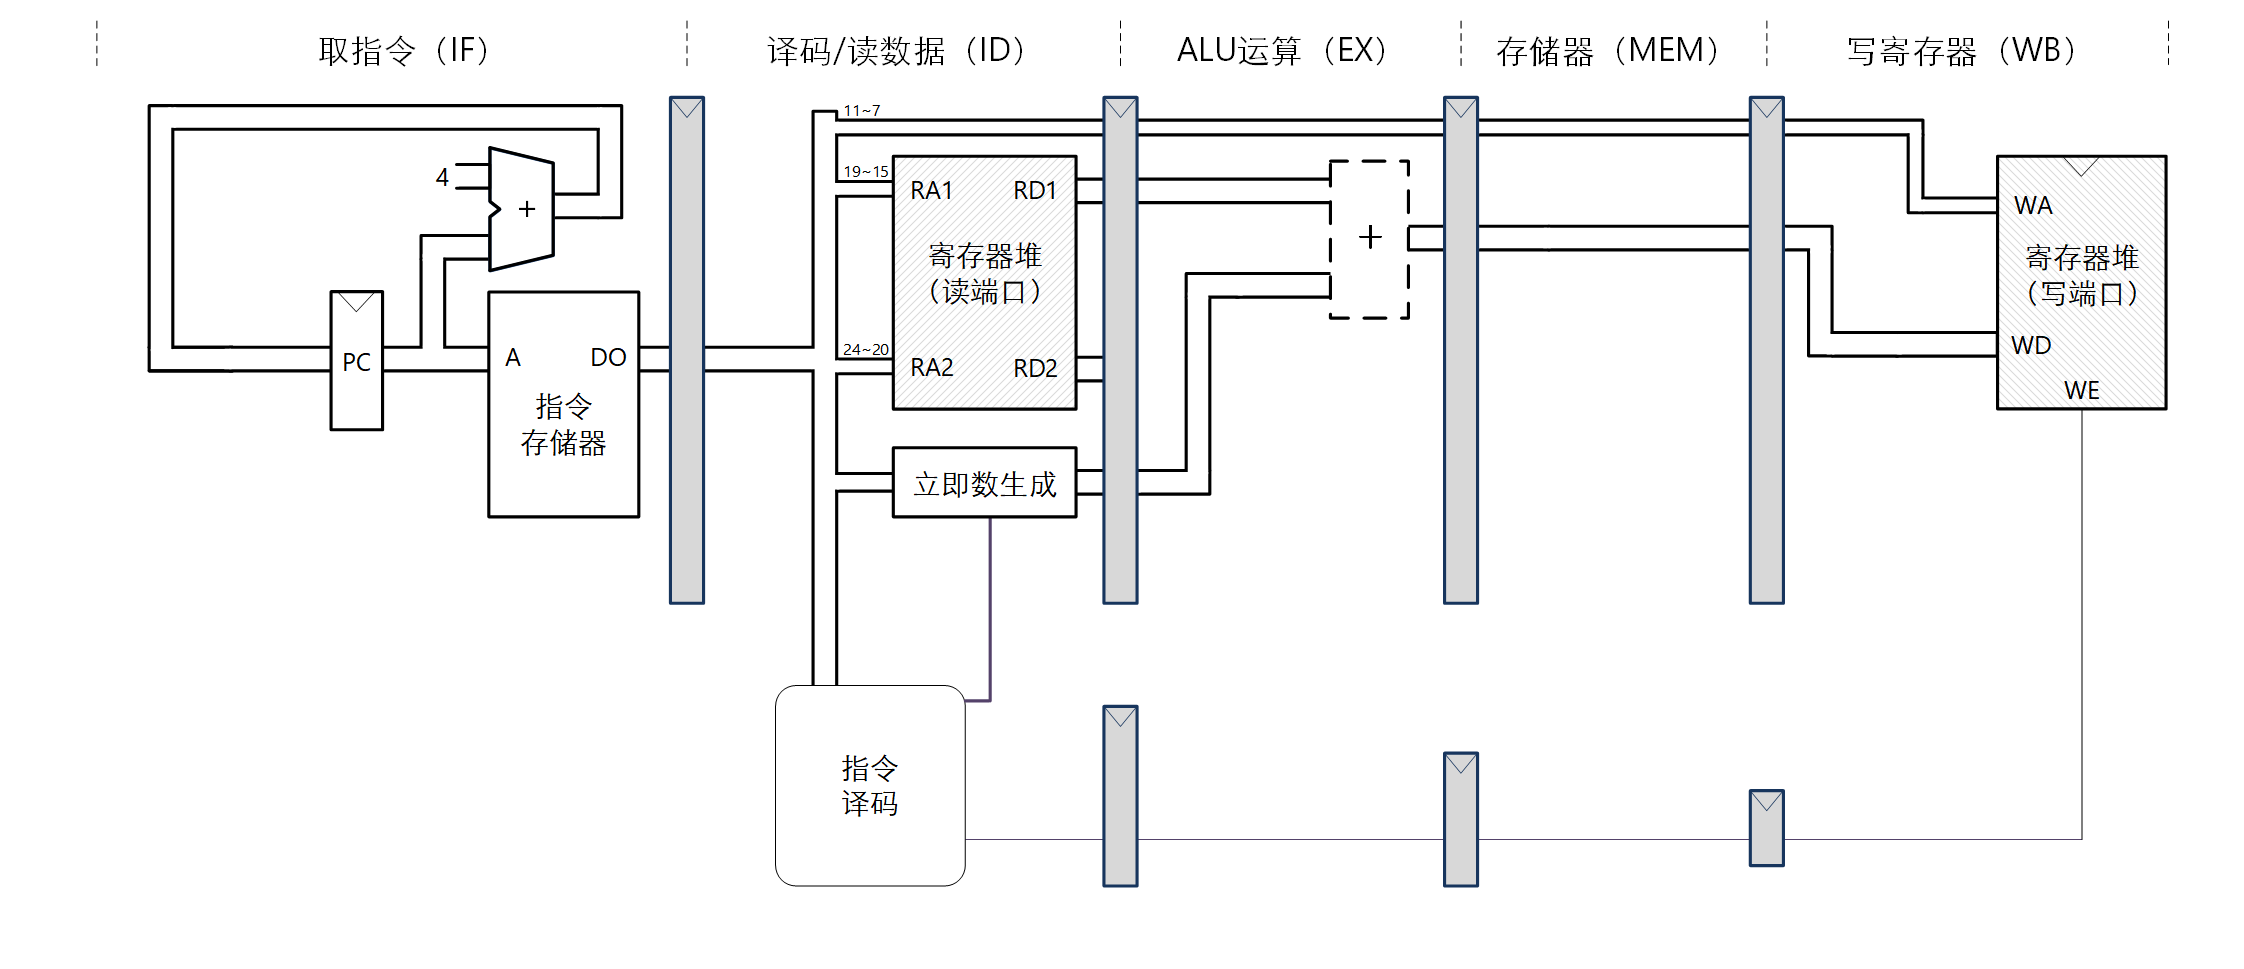 取指令（IF）
译码/读数据（ID）
ALU运算（EX）
存储器（MEM）
写寄存器（WB）
11~7
4
+
19~15
RA1
RD1
寄存器堆
（读端口）
24~20
RA2
RD2
+
WA
寄存器堆
（写端口）
WD
WE
PC
A
DO
指令
存储器
立即数生成
指令
译码